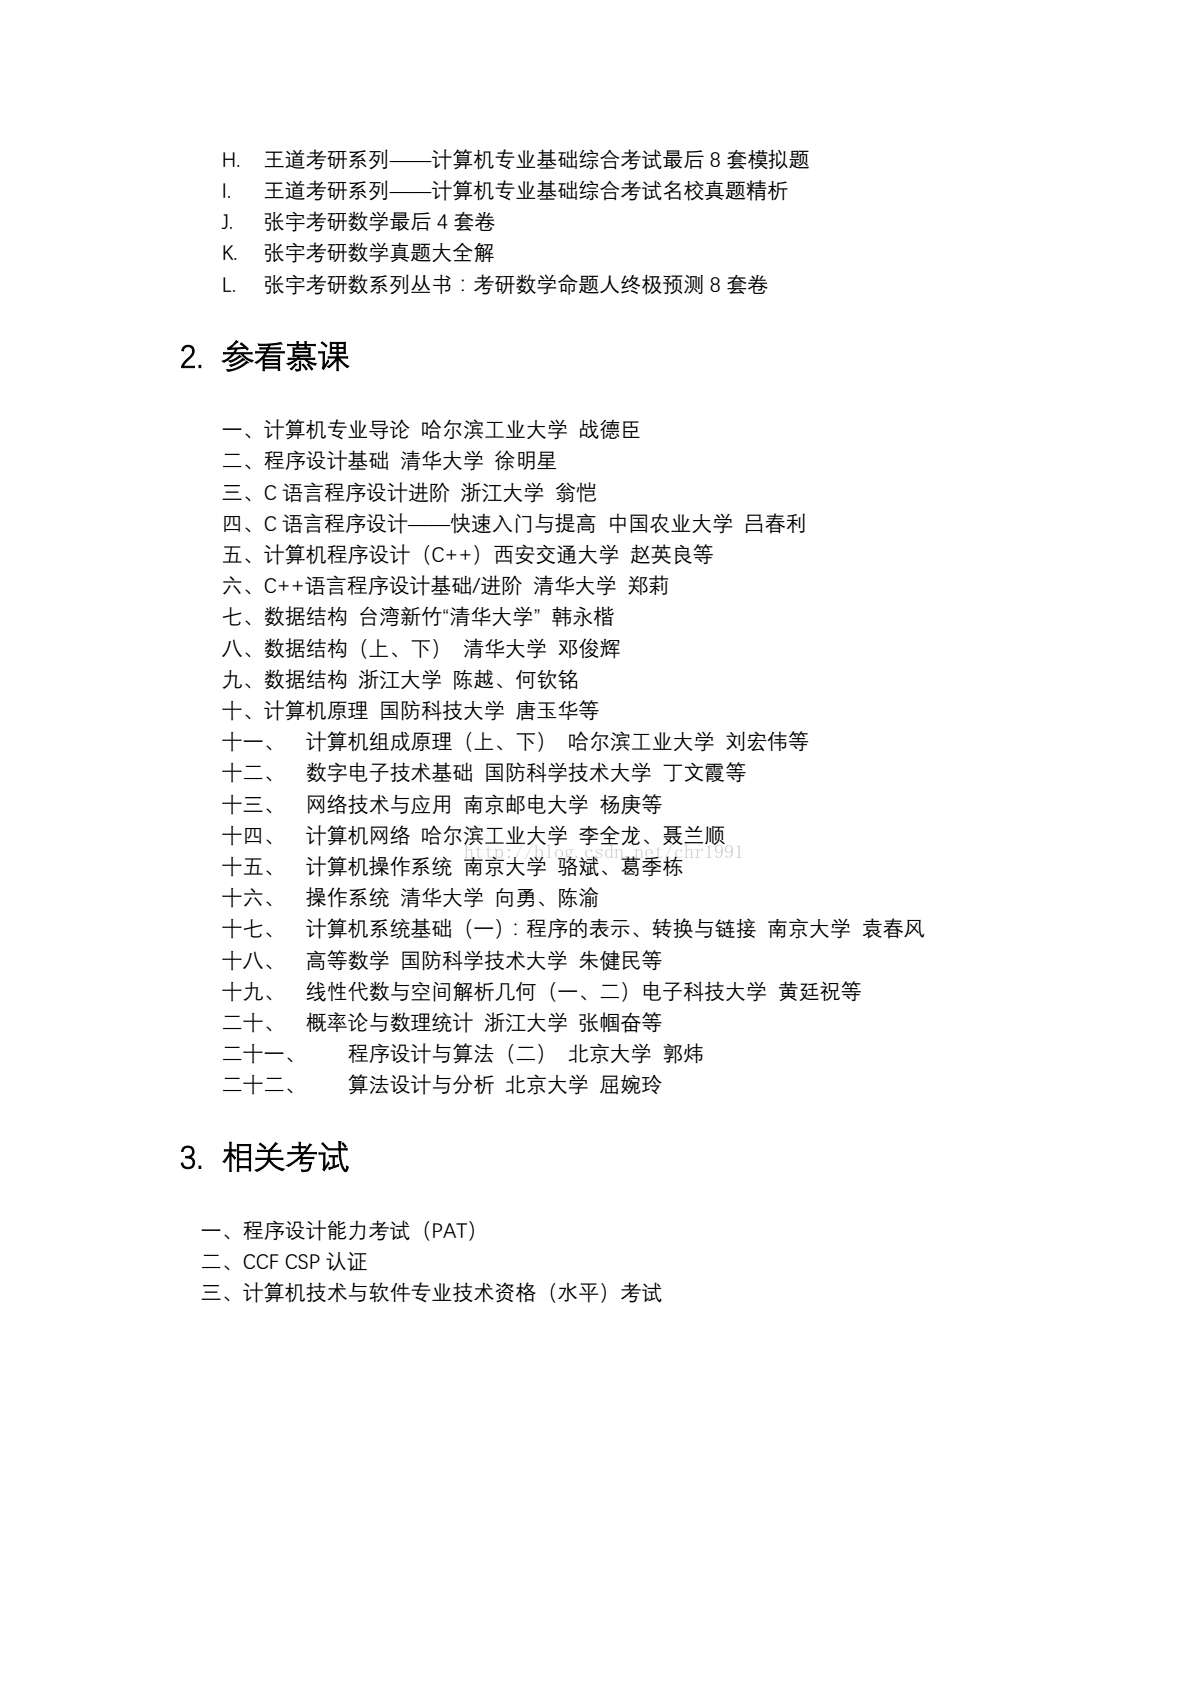 H. 王道考研系列——计算机专业基础综合考试最后 8 套模拟题
I. 王道考研系列——计算机专业基础综合考试名校真题精析
J. 张宇考研数学最后 4 套卷
K. 张宇考研数学真题大全解
L. 张宇考研数系列丛书：考研数学命题人终极预测 8 套卷
2. 参看慕课
一、计算机专业导论 哈尔滨工业大学 战德臣
二、程序设计基础 清华大学 徐明星
三、C 语言程序设计进阶 浙江大学 翁恺
四、C 语言程序设计——快速入门与提高 中国农业大学 吕春利
五、计算机程序设计（C++）西安交通大学 赵英良等
六、C++语言程序设计基础/进阶 清华大学 郑莉
七、数据结构 台湾新竹“清华大学” 韩永楷
八、数据结构（上、下） 清华大学 邓俊辉
九、数据结构 浙江大学 陈越、何钦铭
十、计算机原理 国防科技大学 唐玉华等
十一、 计算机组成原理（上、下） 哈尔滨工业大学 刘宏伟等
十二、 数字电子技术基础 国防科学技术大学 丁文霞等
十三、 网络技术与应用 南京邮电大学 杨庚等
十四、 计算机网络 哈尔滨工业大学 李全龙、聂兰顺
http://blog.csdn.net/chr1991
十五、 计算机操作系统 南京大学 骆斌、葛季栋
十六、 操作系统 清华大学 向勇、陈渝
十七、 计算机系统基础（一）：程序的表示、转换与链接 南京大学 袁春风
十八、 高等数学 国防科学技术大学 朱健民等
十九、 线性代数与空间解析几何（一、二）电子科技大学 黄廷祝等
二十、 概率论与数理统计 浙江大学 张帼奋等
二十一、 程序设计与算法（二） 北京大学 郭炜
二十二、 算法设计与分析 北京大学 屈婉玲
3. 相关考试
一、程序设计能力考试（PAT）
二、CCF CSP 认证
三、计算机技术与软件专业技术资格（水平）考试